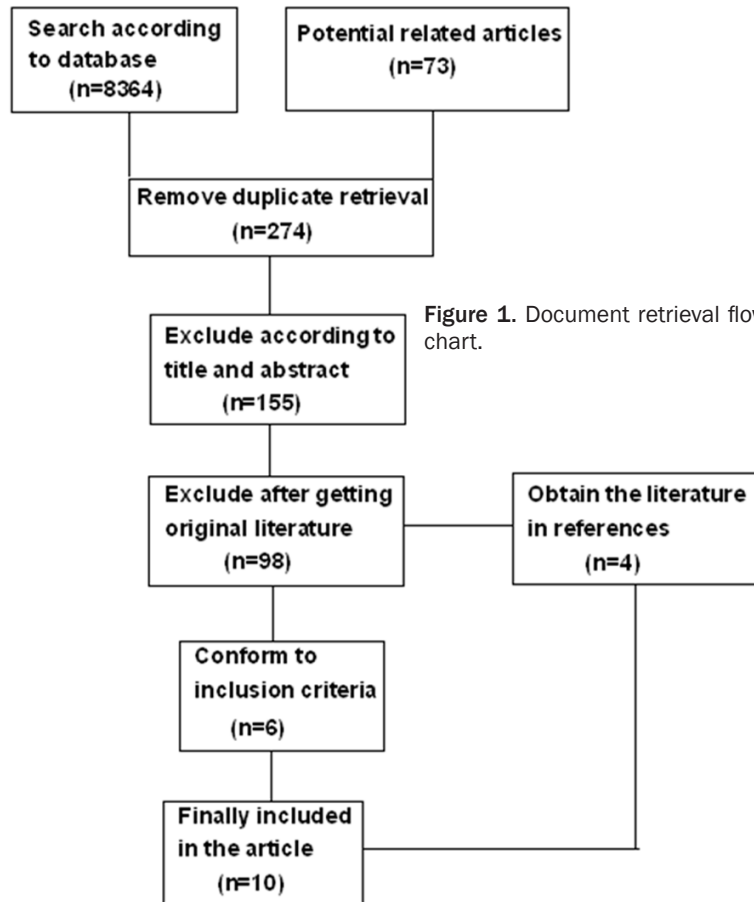 Search according
to database
(n=8364)
Potential related articles
(n=73)
Remove duplicate retrieval
(n=274)
Exclude according to
title and abstract
(n=155)
Figure 1. Document retrieval flow
chart.
Exclude after getting
original literature
(n=98)
Obtain the literature
in references
(n=4)
Conform to
inclusion criteria
(n=6)
Finally included
in the article
(n=10)